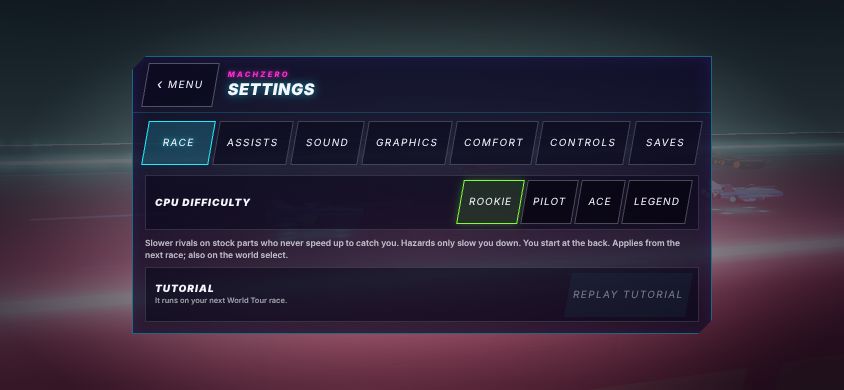 ‹ MENU
MACHZERO
SETTINGS
RACE
ASSISTS
SOUND
GRAPHICS
COMFORT
CONTROLS
SAVES
CPU DIFFICULTY
ROOKIE
PILOT
ACE
LEGEND
Slower rivals on stock parts who never speed up to catch you. Hazards only slow you down. You start at the back. Applies from the
next race; also on the world select.
TUTORIAL
It runs on your next World Tour race.
REPLAY TUTORIAL